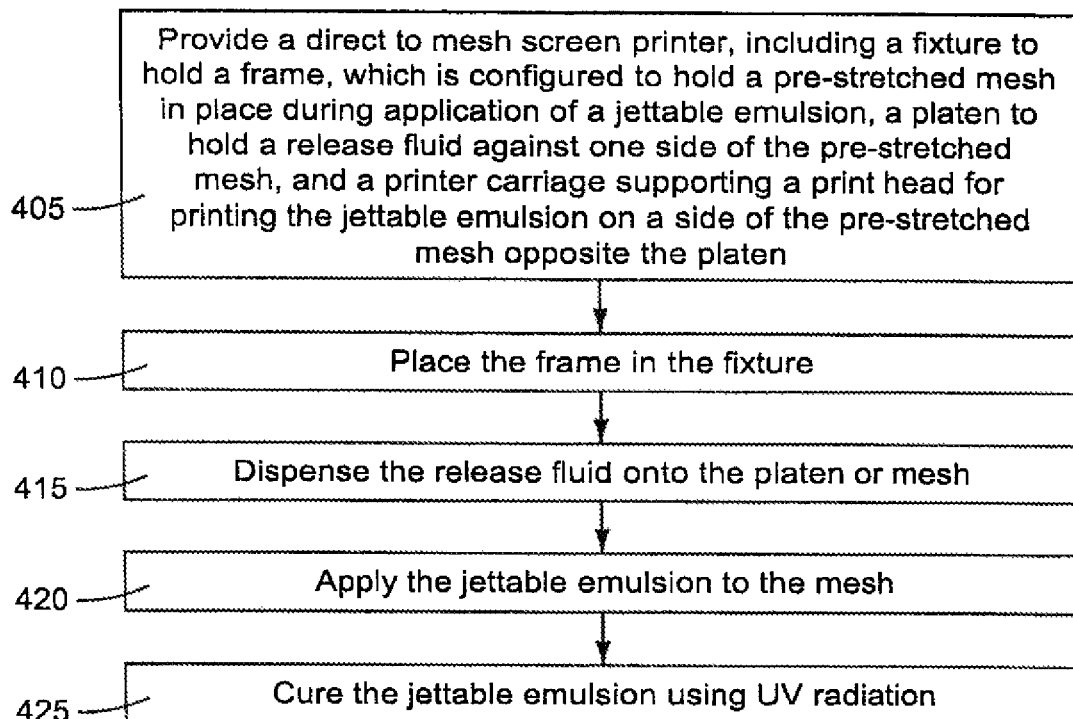 Provide a direct to mesh screen printer, including a fixture to
hold a frame, which is configured to hold a pre-stretched mesh
in place during application of a jettable emulsion, a platen to
hold a release fluid against one side of the pre-stretched
mesh, and a printer carriage supporting a print head for
printing the jettable emulsion on a side of the pre-stretched
mesh opposite the platen
405
Place the frame in the fixture
410
Dispense the release fluid onto the platen or mesh
415
Apply the jettable emulsion to the mesh
420
Cure the jettable emulsion using UV radiation
425